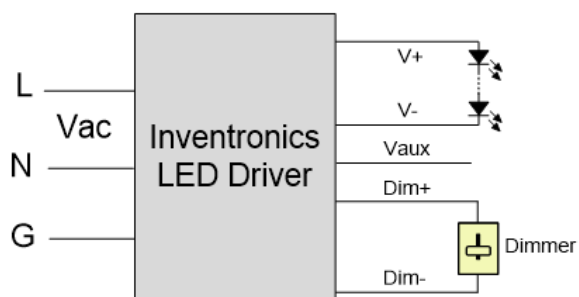 L
Vac
N
G
Inventronics
LED Driver
V+
V-
Vaux
Dim+
Dimmer
Dim-